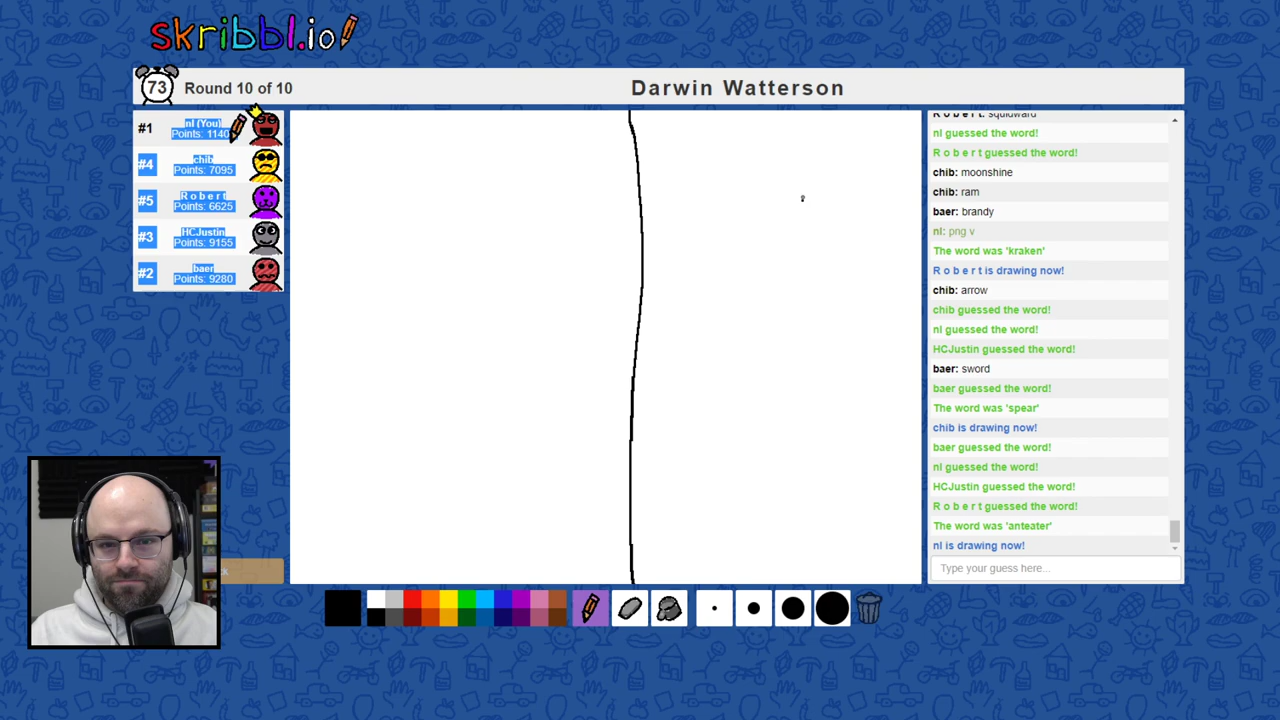 skribbl.io!
73
Round 10 of 10
Darwin Watterson
#1
nl (You)
Points: 1140
#4
chib
Points: 7095
#5
R o b e r t
Points: 6625
#3
HCJustin
Points: 9155
#2
baer
Points: 9280
R o b e r t: squidward
nl guessed the word!
R o b e r t guessed the word!
chib: moonshine
chib: ram
baer: brandy
nl: png v
The word was 'kraken'
R o b e r t is drawing now!
chib: arrow
chib guessed the word!
nl guessed the word!
HCJustin guessed the word!
baer: sword
baer guessed the word!
The word was 'spear'
chib is drawing now!
baer guessed the word!
nl guessed the word!
HCJustin guessed the word!
R o b e r t guessed the word!
The word was 'anteater'
nl is drawing now!
Type your guess here...